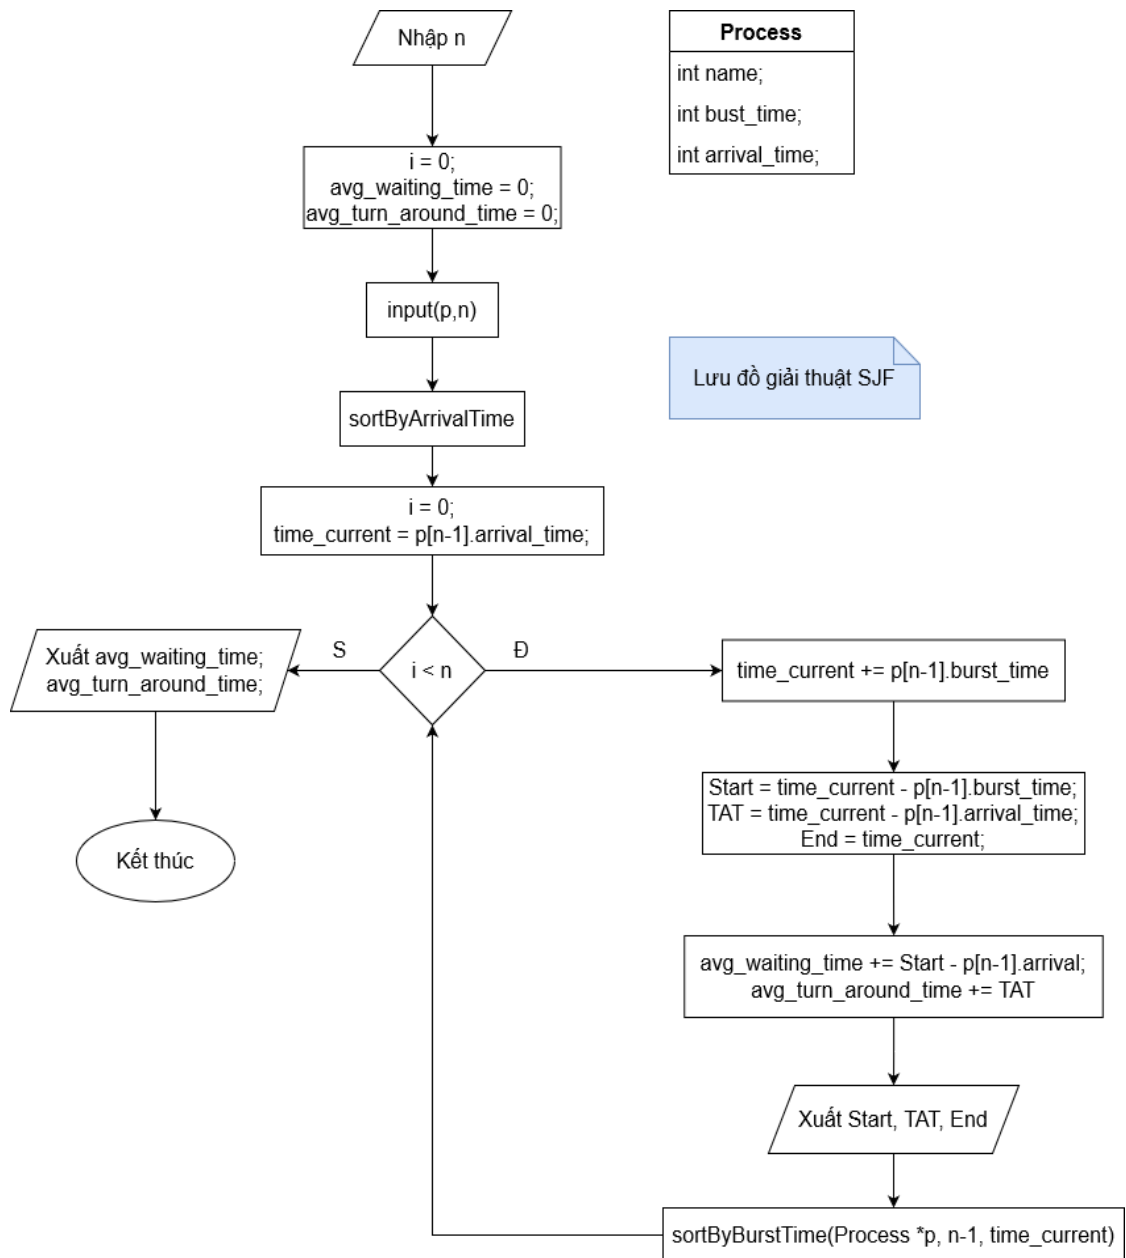 Nhập n
Process
int name;
int bust_time;
int arrival_time;
i = 0;
avg_waiting_time = 0;
avg_turn_around_time = 0;
input(p,n)
Lưu đồ giải thuật SJF
sortByArrivalTime
i = 0;
time_current = p[n-1].arrival_time;
S
Đ
Xuất avg_waiting_time;
avg_turn_around_time;
i < n
time_current += p[n-1].burst_time
Start = time_current - p[n-1].burst_time;
TAT = time_current - p[n-1].arrival_time;
End = time_current;
Kết thúc
avg_waiting_time += Start - p[n-1].arrival;
avg_turn_around_time += TAT
Xuất Start, TAT, End
sortByBurstTime(Process *p, n-1, time_current)